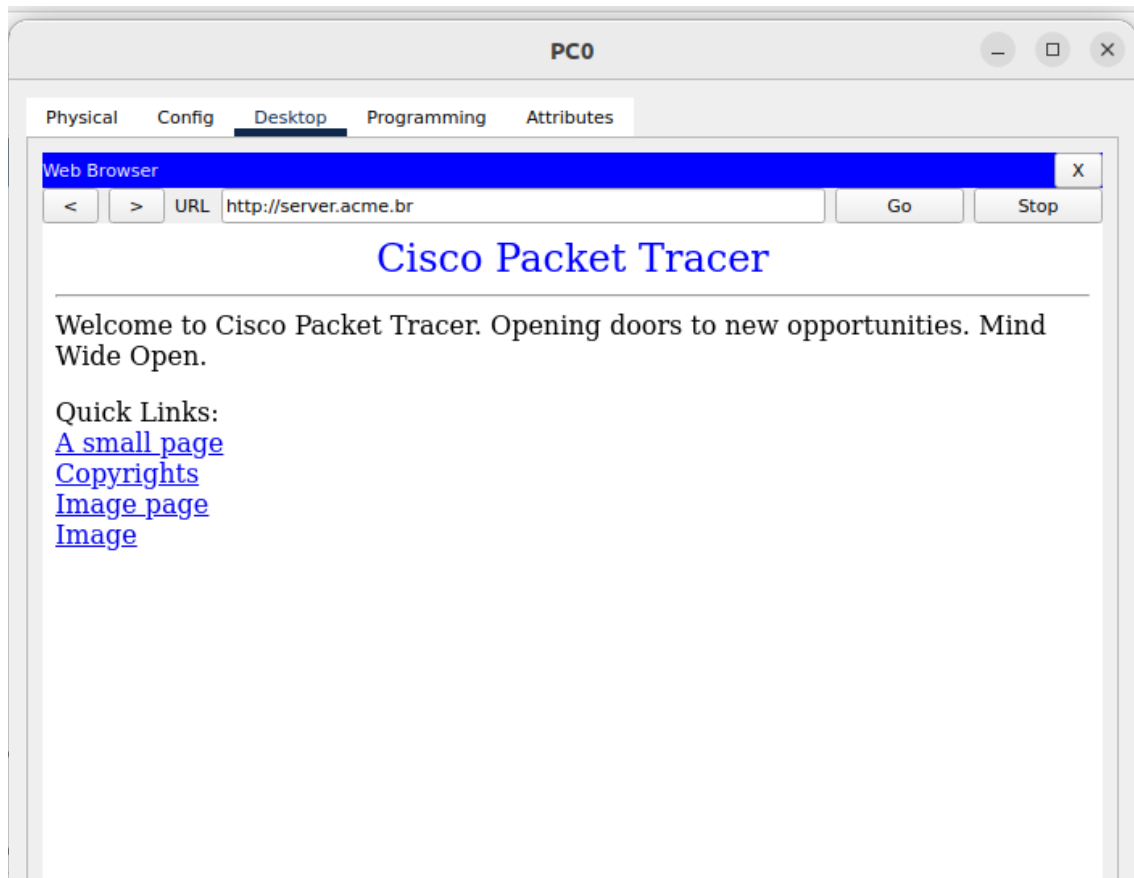 PC0
Physical Config Desktop Programming Attributes
Web Browser X
< > URL http://server.acme.br Go Stop
Cisco Packet Tracer
Welcome to Cisco Packet Tracer. Opening doors to new opportunities. Mind
Wide Open.
Quick Links:
A small page
Copyrights
Image page
Image